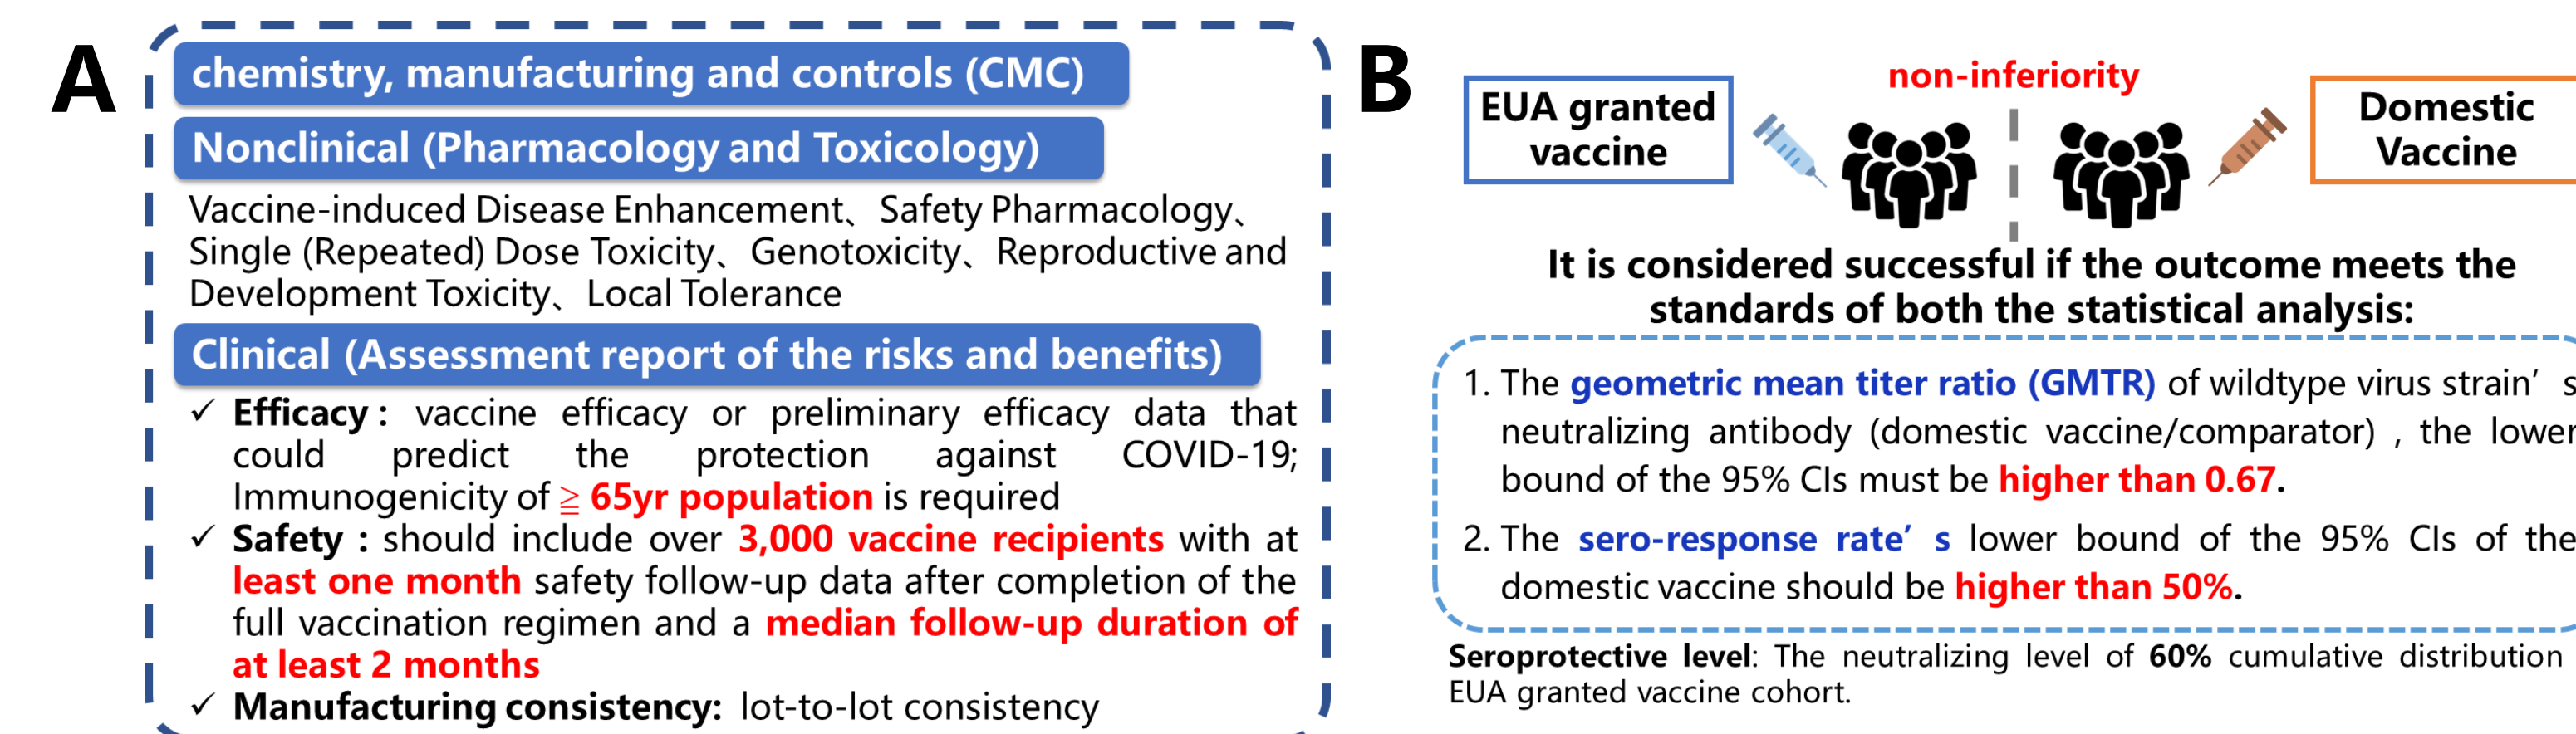 A
chemistry, manufacturing and controls (CMC)
Nonclinical (Pharmacology and Toxicology)
Vaccine-induced Disease Enhancement、Safety Pharmacology、
Single (Repeated) Dose Toxicity、Genotoxicity、Reproductive and
Development Toxicity、Local Tolerance
Clinical (Assessment report of the risks and benefits)
✓ Efficacy : vaccine efficacy or preliminary efficacy data that
could predict the protection against COVID-19;
Immunogenicity of ≧ 65yr population is required
✓ Safety : should include over 3,000 vaccine recipients with at
least one month safety follow-up data after completion of the
full vaccination regimen and a median follow-up duration of
at least 2 months
✓ Manufacturing consistency: lot-to-lot consistency
B
EUA granted
vaccine
non-inferiority
Domestic
Vaccine
It is considered successful if the outcome meets the
standards of both the statistical analysis:
1. The geometric mean titer ratio (GMTR) of wildtype virus strain’ s
neutralizing antibody (domestic vaccine/comparator) , the lower
bound of the 95% CIs must be higher than 0.67.
2. The sero-response rate’ s lower bound of the 95% CIs of the
domestic vaccine should be higher than 50%.
Seroprotective level: The neutralizing level of 60% cumulative distribution
EUA granted vaccine cohort.